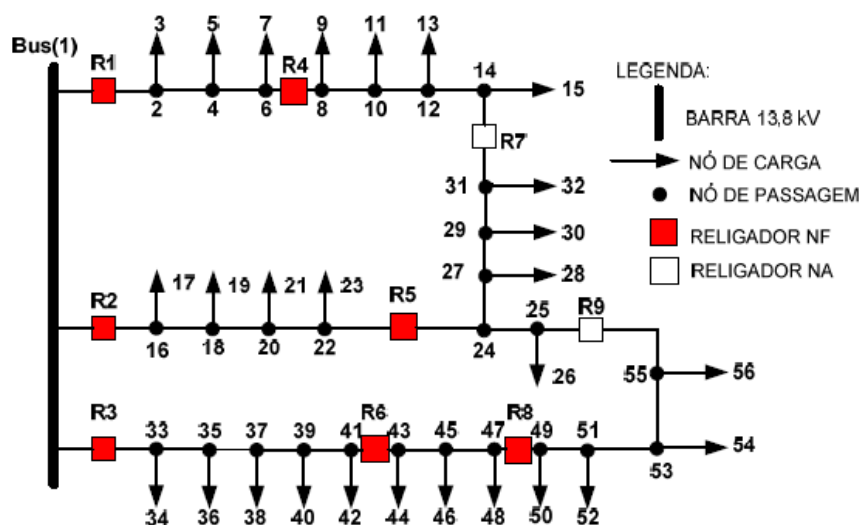 3 5 7 9 11 13
Bus(1)
R1 R4
14
LEGENDA:
2 4 6 8 10 12
15
R7
BARRA 13,8 kV
31 32
NÓ DE CARGA
29 30
NÓ DE PASSAGEM
27 28
RELIGADOR NF
RELIGADOR NA
17 19 21 23
R2 R5
25 R9
16 18 20 22 24
26
55 56
R3 R6 R8
33 35 37 39 41 43 45 47 49 51
54
53
34 36 38 40 42 44 46 48 50 52